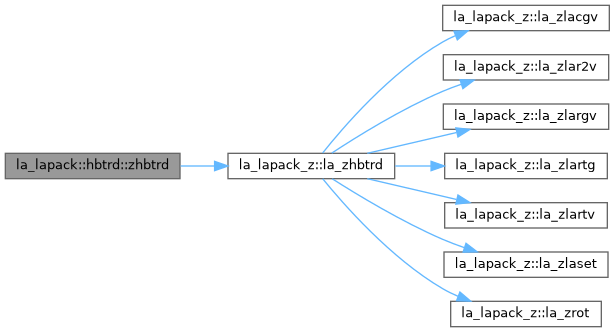 la_lapack_z::la_zlacgv
la_lapack_z::la_zlar2v
la_lapack_z::la_zlargv
la_lapack::hbtrd::zhbtrd
la_lapack_z::la_zhbtrd
la_lapack_z::la_zlartg
la_lapack_z::la_zlartv
la_lapack_z::la_zlaset
la_lapack_z::la_zrot